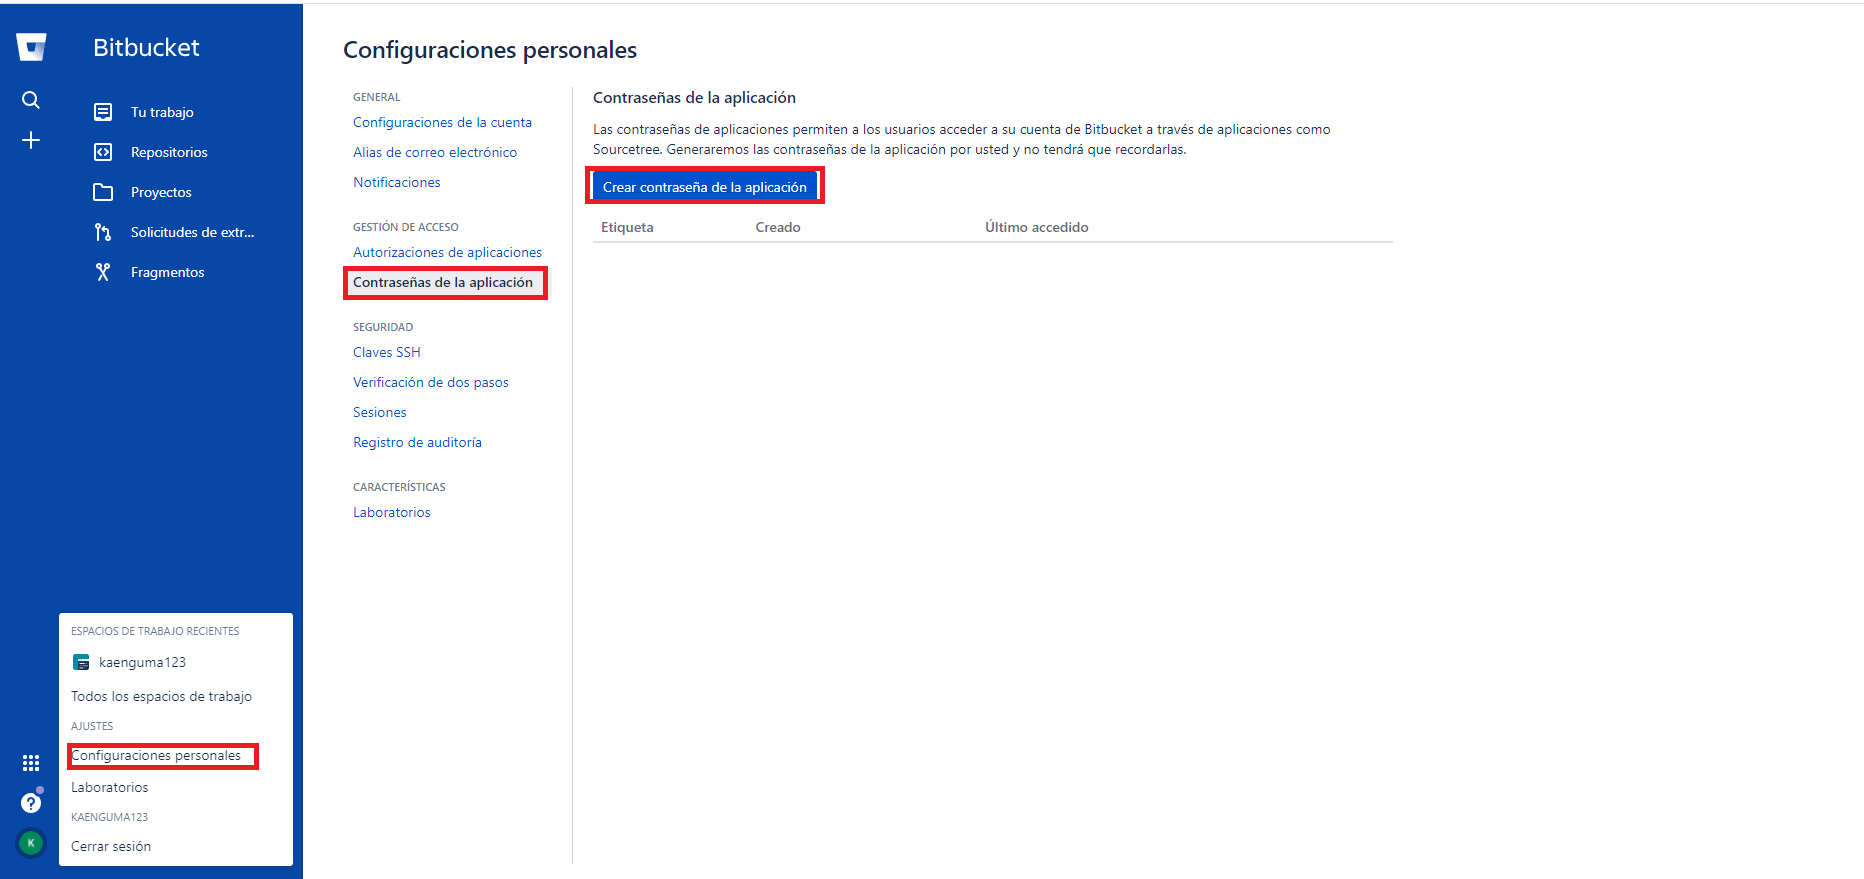 Bitbucket
Tu trabajo
Repositorios
Proyectos
Solicitudes de extr...
Fragmentos
ESPACIOS DE TRABAJO RECIENTES
kaenguma123
Todos los espacios de trabajo
AJUSTES
Configuraciones personales
Laboratorios
KAENGUMA123
Cerrar sesión
?
K
Configuraciones personales
GENERAL
Configuraciones de la cuenta
Alias de correo electrónico
Notificaciones
GESTIÓN DE ACCESO
Autorizaciones de aplicaciones
Contraseñas de la aplicación
SEGURIDAD
Claves SSH
Verificación de dos pasos
Sesiones
Registro de auditoría
CARACTERÍSTICAS
Laboratorios
Contraseñas de la aplicación
Las contraseñas de aplicaciones permiten a los usuarios acceder a su cuenta de Bitbucket a través de aplicaciones como
Sourcetree. Generaremos las contraseñas de la aplicación por usted y no tendrá que recordarlas.
Crear contraseña de la aplicación
Etiqueta Creado Último accedido